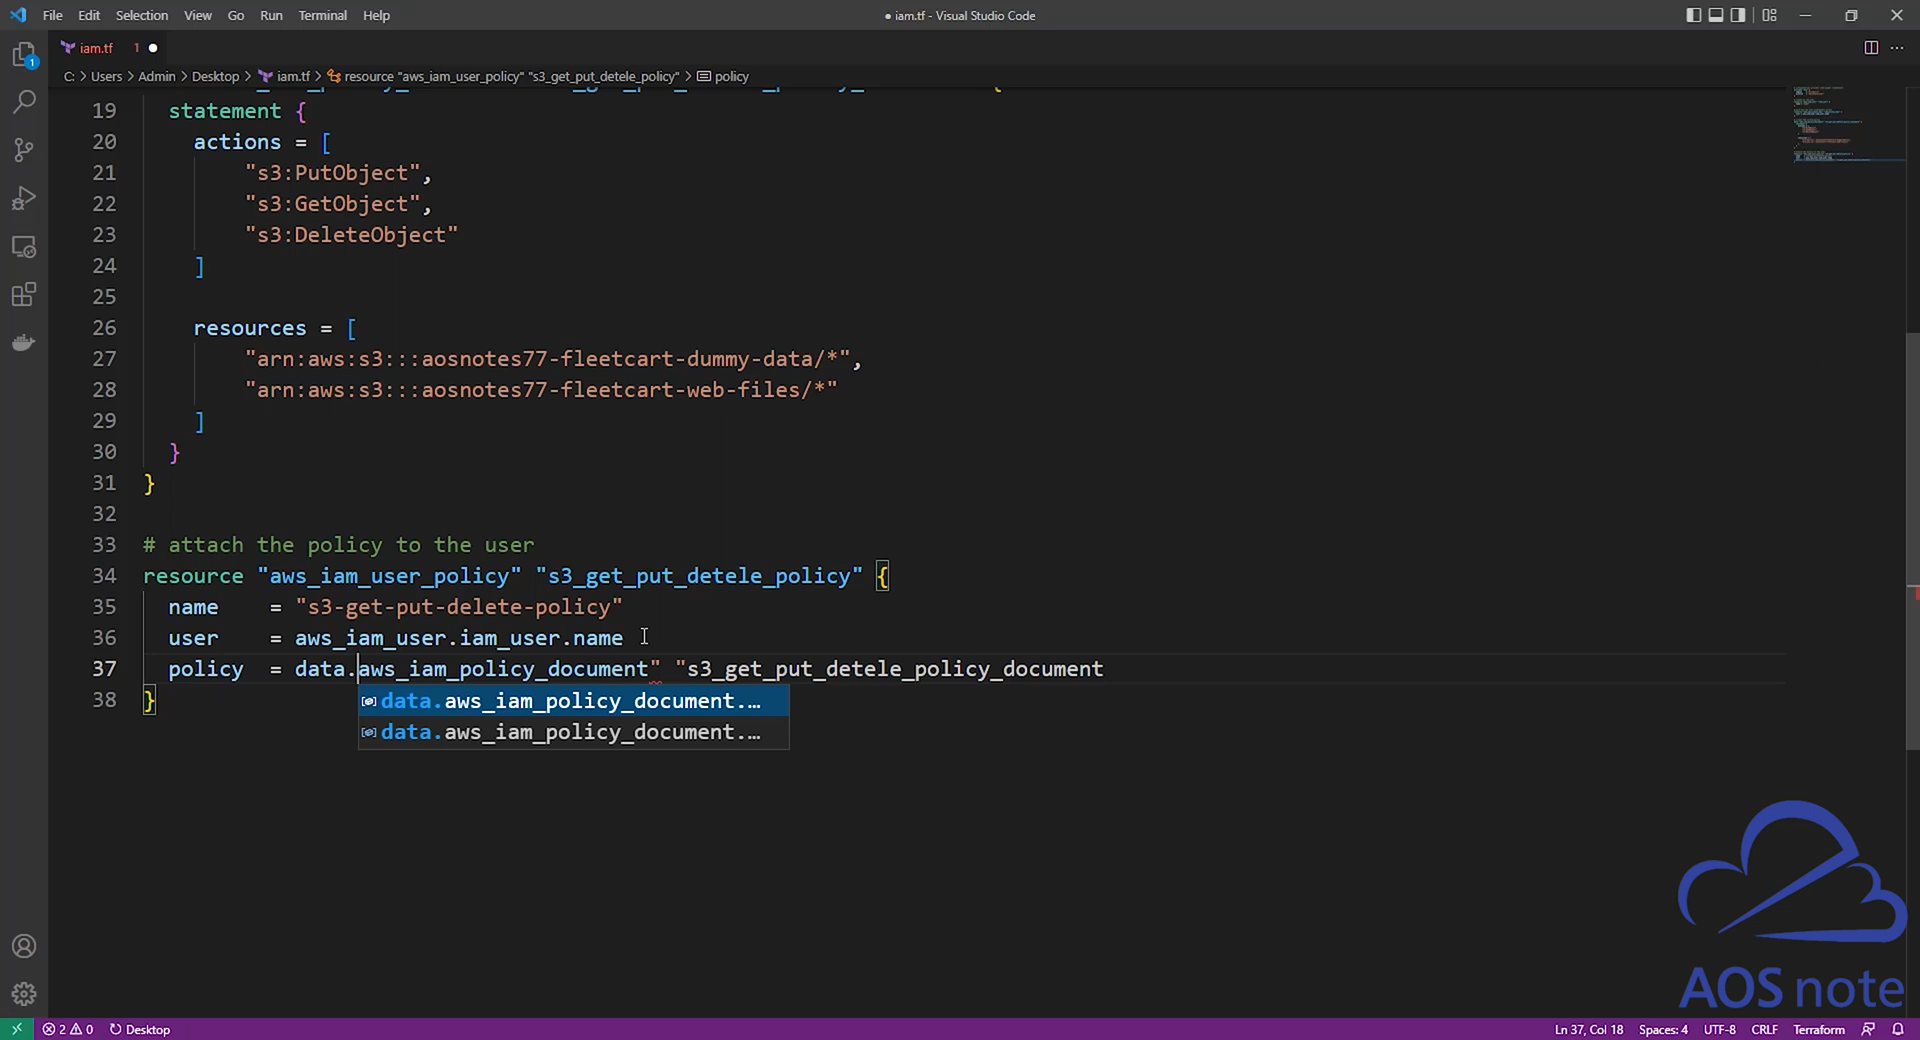 File Edit Selection View Go Run Terminal Help
● iam.tf - Visual Studio Code
iam.tf 1 ●
C: > Users > Admin > Desktop > iam.tf > resource "aws_iam_user_policy" "s3_get_put_detele_policy" > policy
1
19 statement {
20 actions = [
21 "s3:PutObject",
22 "s3:GetObject",
23 "s3:DeleteObject"
24 ]
25
26 resources = [
27 "arn:aws:s3:::aosnotes77-fleetcart-dummy-data/*",
28 "arn:aws:s3:::aosnotes77-fleetcart-web-files/*"
29 ]
30 }
31 }
32
33 # attach the policy to the user
34 resource "aws_iam_user_policy" "s3_get_put_detele_policy" {
35 name = "s3-get-put-delete-policy"
36 user = aws_iam_user.iam_user.name
37 policy = data.aws_iam_policy_document" "s3_get_put_detele_policy_document
38 }
data.aws_iam_policy_document.…
data.aws_iam_policy_document.…
AOS note
2 0 Desktop
Ln 37, Col 18 Spaces: 4 UTF-8 CRLF Terraform